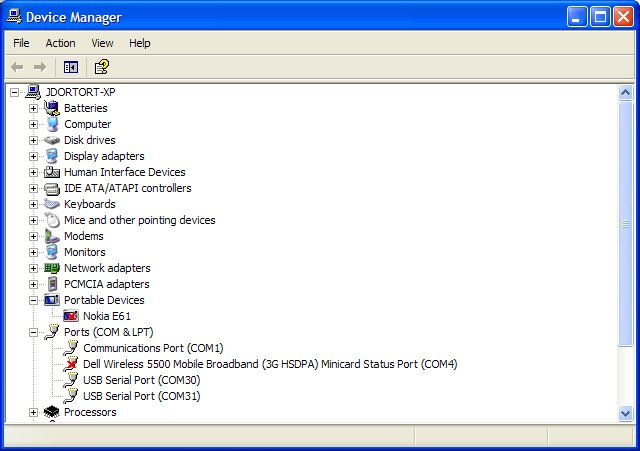 Device Manager
File Action View Help
JDORTORT-XP
Batteries
Computer
Disk drives
Display adapters
Human Interface Devices
IDE ATA/ATAPI controllers
Keyboards
Mice and other pointing devices
Modems
Monitors
Network adapters
PCMCIA adapters
Portable Devices
Nokia E61
Ports (COM & LPT)
Communications Port (COM1)
Dell Wireless 5500 Mobile Broadband (3G HSDPA) Minicard Status Port (COM4)
USB Serial Port (COM30)
USB Serial Port (COM31)
Processors